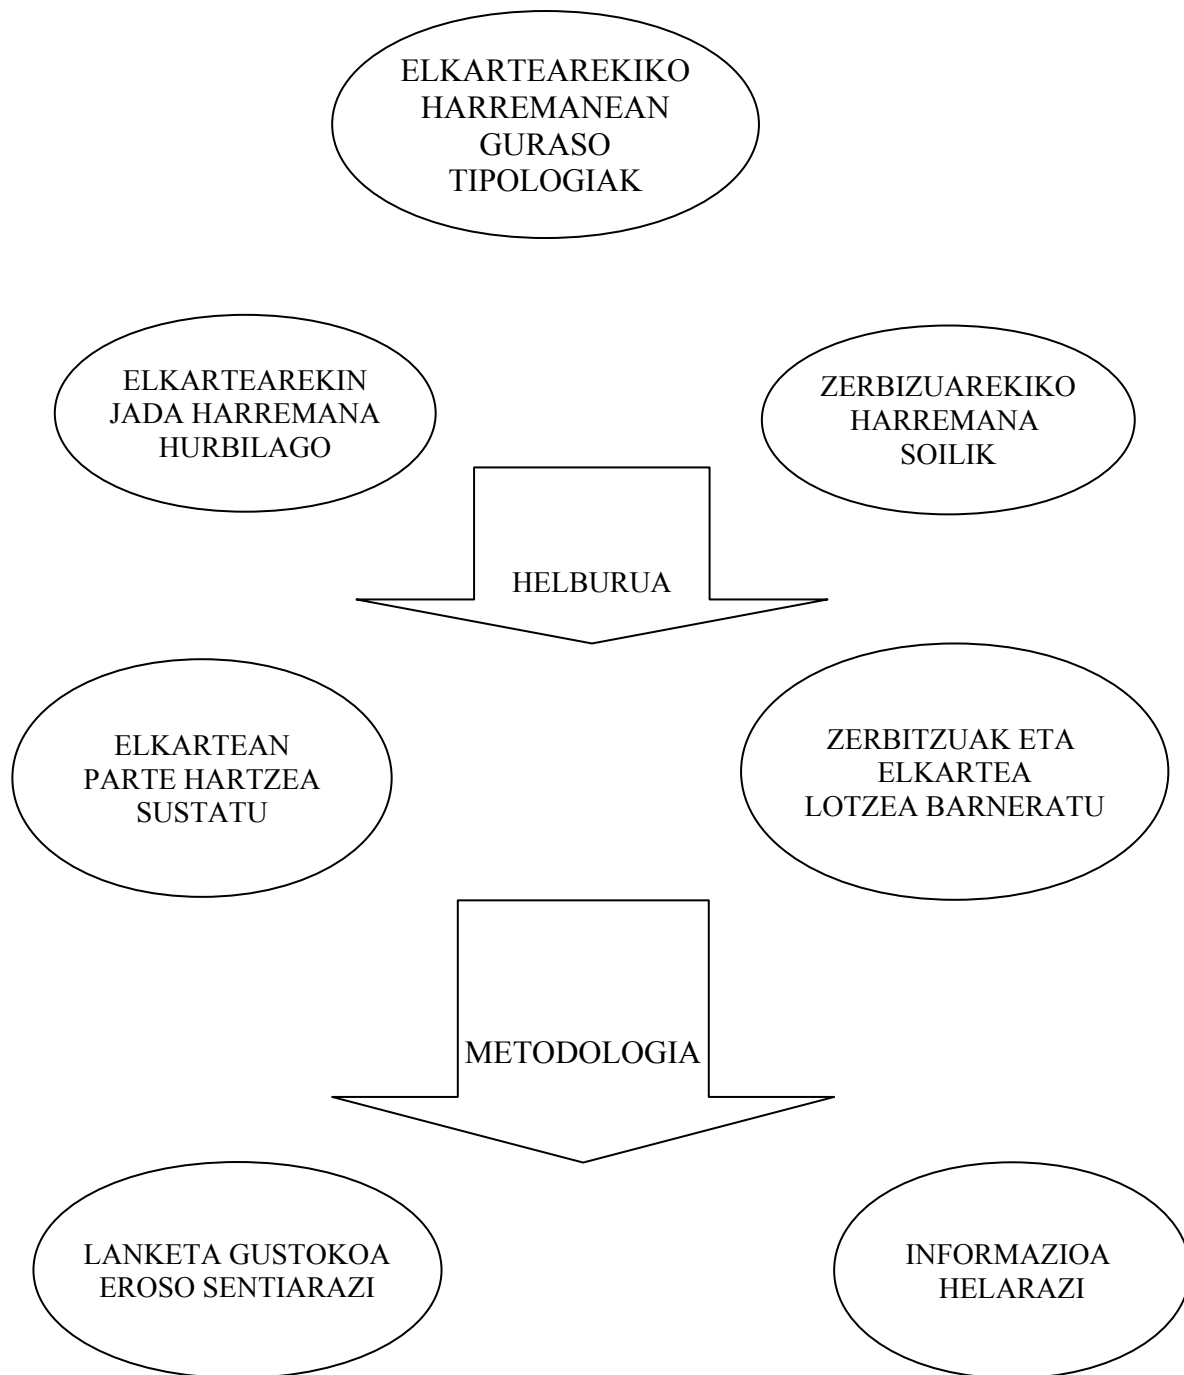 ELKARTEAREKIKO
HARREMANEAN
GURASO
TIPOLOGIAK
ELKARTEAREKIN
JADA HARREMANA
HURBILAGO
ZERBIZUAREKIKO
HARREMANA
SOILIK
HELBURUA
ELKARTEAN
PARTE HARTZEA
SUSTATU
ZERBITZUAK ETA
ELKARTEA
LOTZEA BARNERATU
METODOLOGIA
LANKETA GUSTOKOA
EROSO SENTIARAZI
INFORMAZIOA
HELARAZI